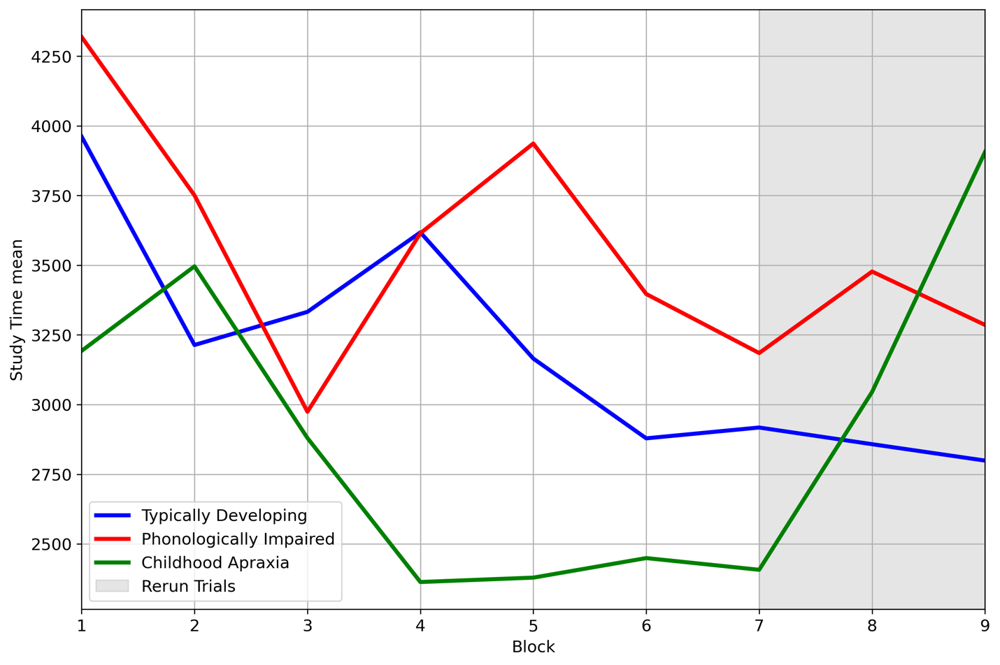 4250
4000
3750
3500
3250
3000
2750
2500
Study Time mean
Typically Developing
Phonologically Impaired
Childhood Apraxia
Rerun Trials
1 2 3 4 5 6 7 8 9
Block